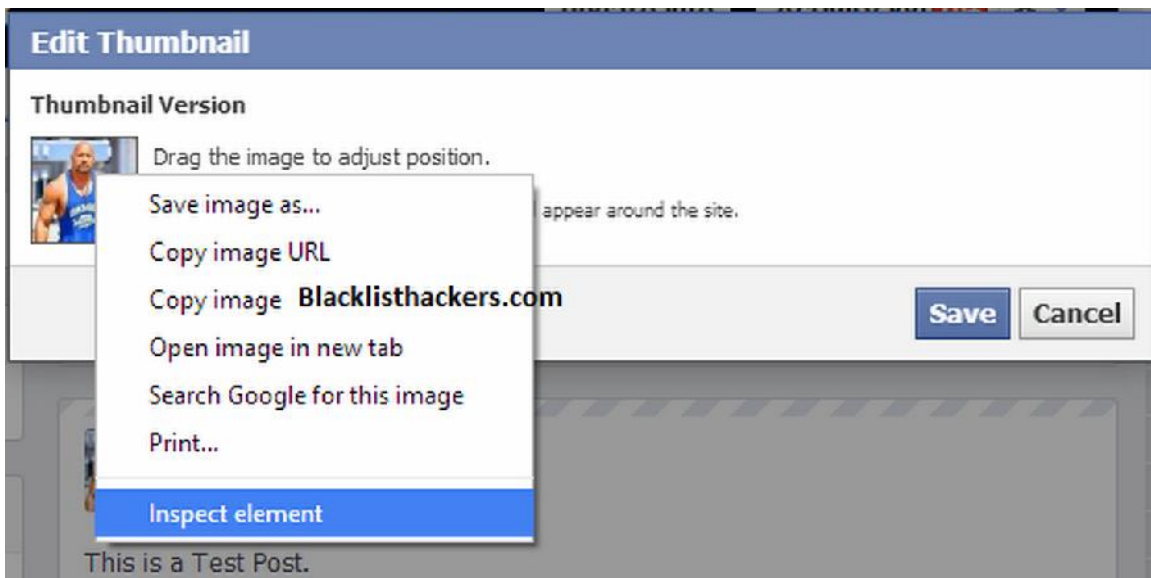 Edit Thumbnail
Thumbnail Version
Drag the image to adjust position.
appear around the site.
Save image as...
Copy image URL
Copy image Blacklisthackers.com
Open image in new tab
Search Google for this image
Print...
Inspect element
Save Cancel
This is a Test Post.